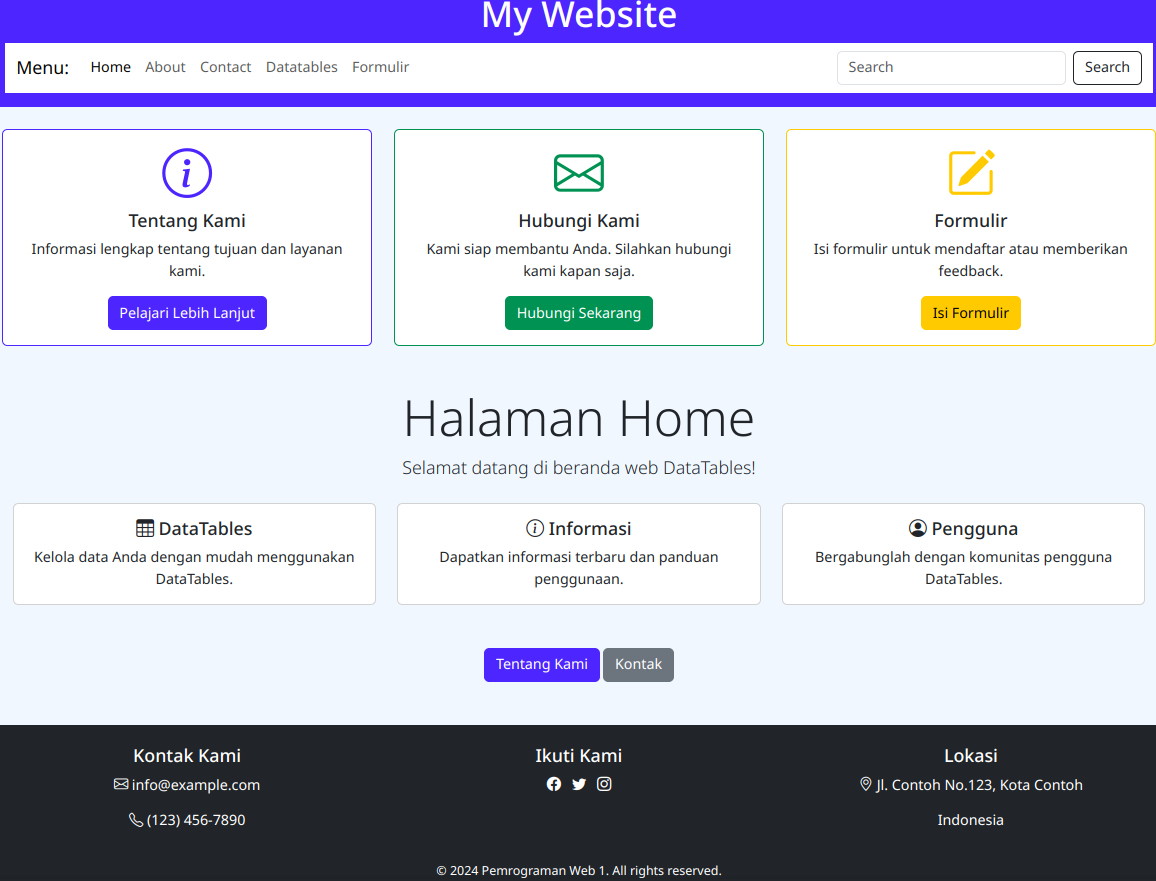 My Website
Menu: Home About Contact Datatables Formulir Search Search
Tentang Kami
Informasi lengkap tentang tujuan dan layanan
kami.
Pelajari Lebih Lanjut
Hubungi Kami
Kami siap membantu Anda. Silahkan hubungi
kami kapan saja.
Hubungi Sekarang
Formulir
Isi formulir untuk mendaftar atau memberikan
feedback.
Isi Formulir
Halaman Home
Selamat datang di beranda web DataTables!
DataTables
Kelola data Anda dengan mudah menggunakan
DataTables.
Informasi
Dapatkan informasi terbaru dan panduan
penggunaan.
Pengguna
Bergabunglah dengan komunitas pengguna
DataTables.
Tentang Kami Kontak
Kontak Kami
info@example.com
(123) 456-7890
Ikuti Kami
Lokasi
Jl. Contoh No.123, Kota Contoh
Indonesia
© 2024 Pemrograman Web 1. All rights reserved.